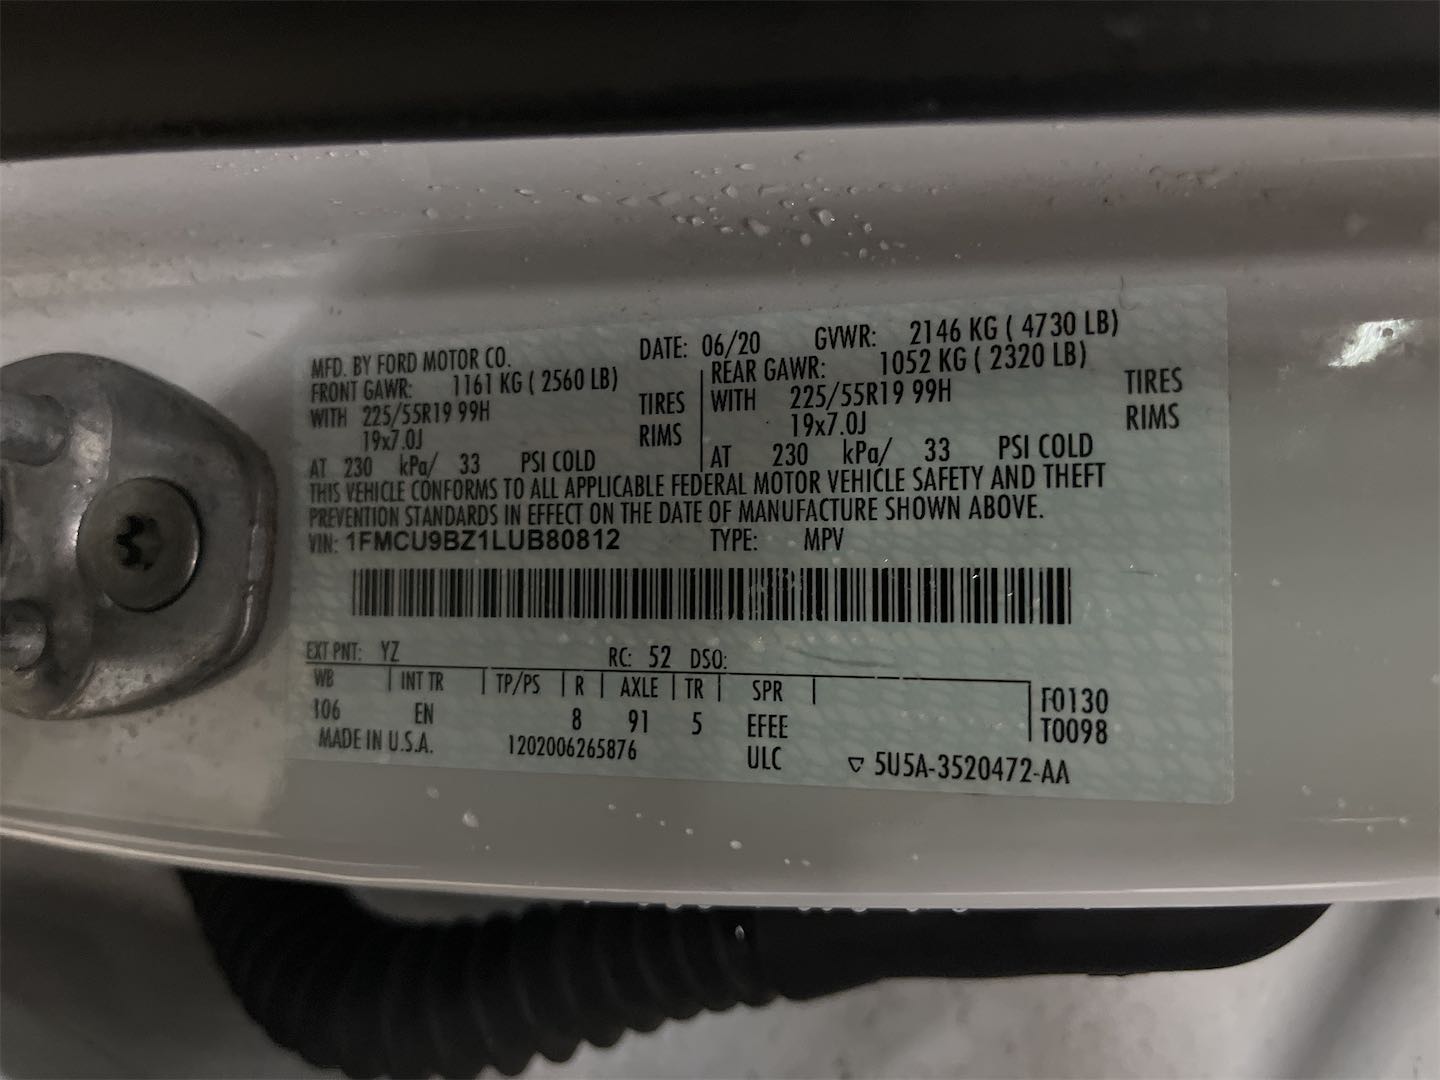 MFD. BY FORD MOTOR CO. DATE: 06/20 GVWR: 2146 KG ( 4730 LB)
FRONT GAWR: 1161 KG ( 2560 LB) REAR GAWR: 1052 KG ( 2320 LB)
WITH 225/55R19 99H TIRES WITH 225/55R19 99H TIRES
19x7.0J RIMS 19x7.0J RIMS
AT 230 kPa/ 33 PSI COLD AT 230 kPa/ 33 PSI COLD
THIS VEHICLE CONFORMS TO ALL APPLICABLE FEDERAL MOTOR VEHICLE SAFETY AND THEFT
PREVENTION STANDARDS IN EFFECT ON THE DATE OF MANUFACTURE SHOWN ABOVE.
VIN: 1FMCU9BZ1LUB80812 TYPE: MPV
EXT PNT: YZ RC: 52 DSO:
WB INT TR TP/PS R AXLE TR SPR F0130
106 EN 8 91 5 EFEE T0098
MADE IN U.S.A. 1202006265876 ULC 5U5A-3520472-AA